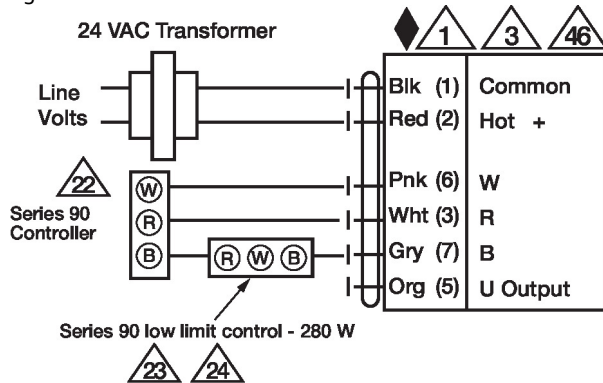 24 VAC Transformer
1 3 46
Line
Volts
Blk (1) Common
Red (2) Hot +
Pnk (6) W
Wht (3) R
Gry (7) B
Org (5) U Output
22
Series 90
Controller
W
R
B
R W B
Series 90 low limit control - 280 W
23 24